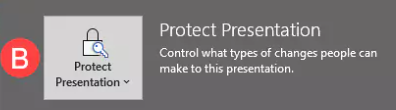 B
Protect
Presentation
Protect Presentation
Control what types of changes people can
make to this presentation.